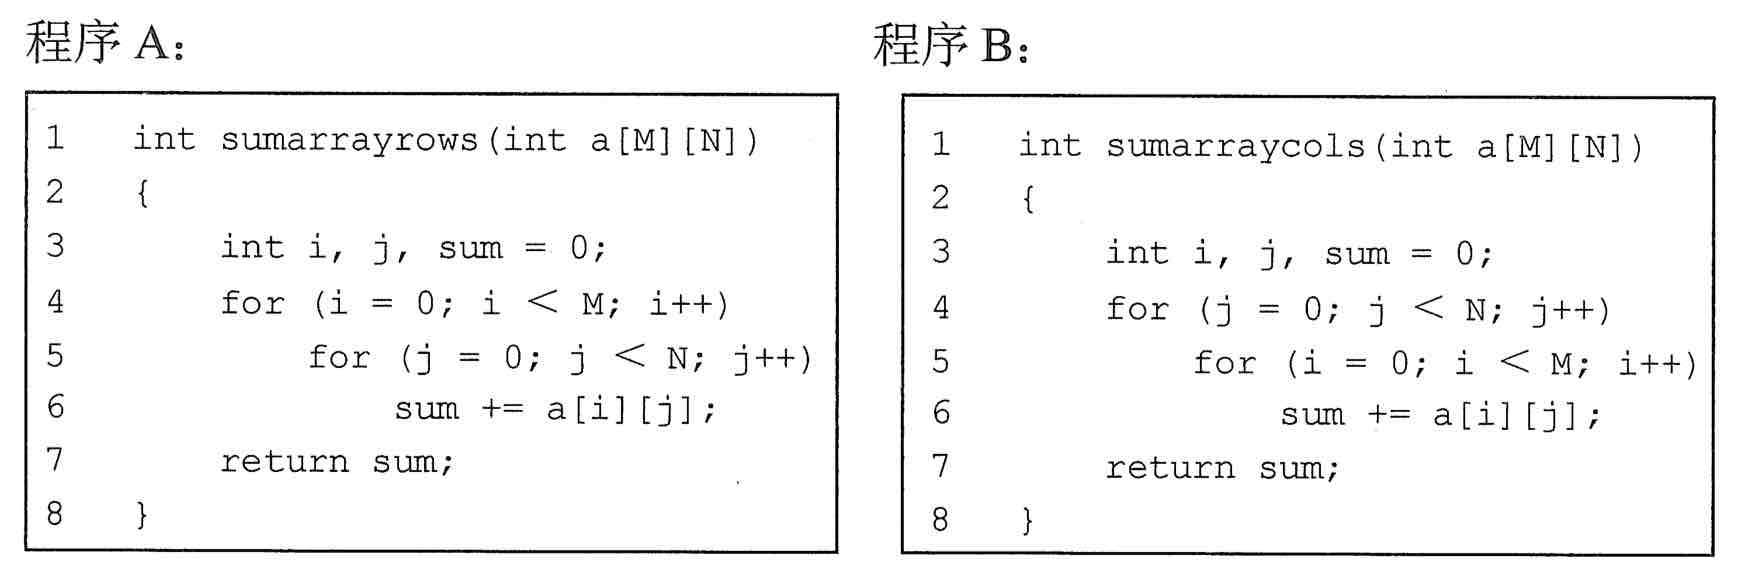 程序 A:
1 int sumarrayrows(int a[M][N])
2 {
3 int i, j, sum = 0;
4 for (i = 0; i < M; i++)
5 for (j = 0; j < N; j++)
6 sum += a[i][j];
7 return sum;
8 }
程序 B:
1 int sumarraycols(int a[M][N])
2 {
3 int i, j, sum = 0;
4 for (j = 0; j < N; j++)
5 for (i = 0; i < M; i++)
6 sum += a[i][j];
7 return sum;
8 }